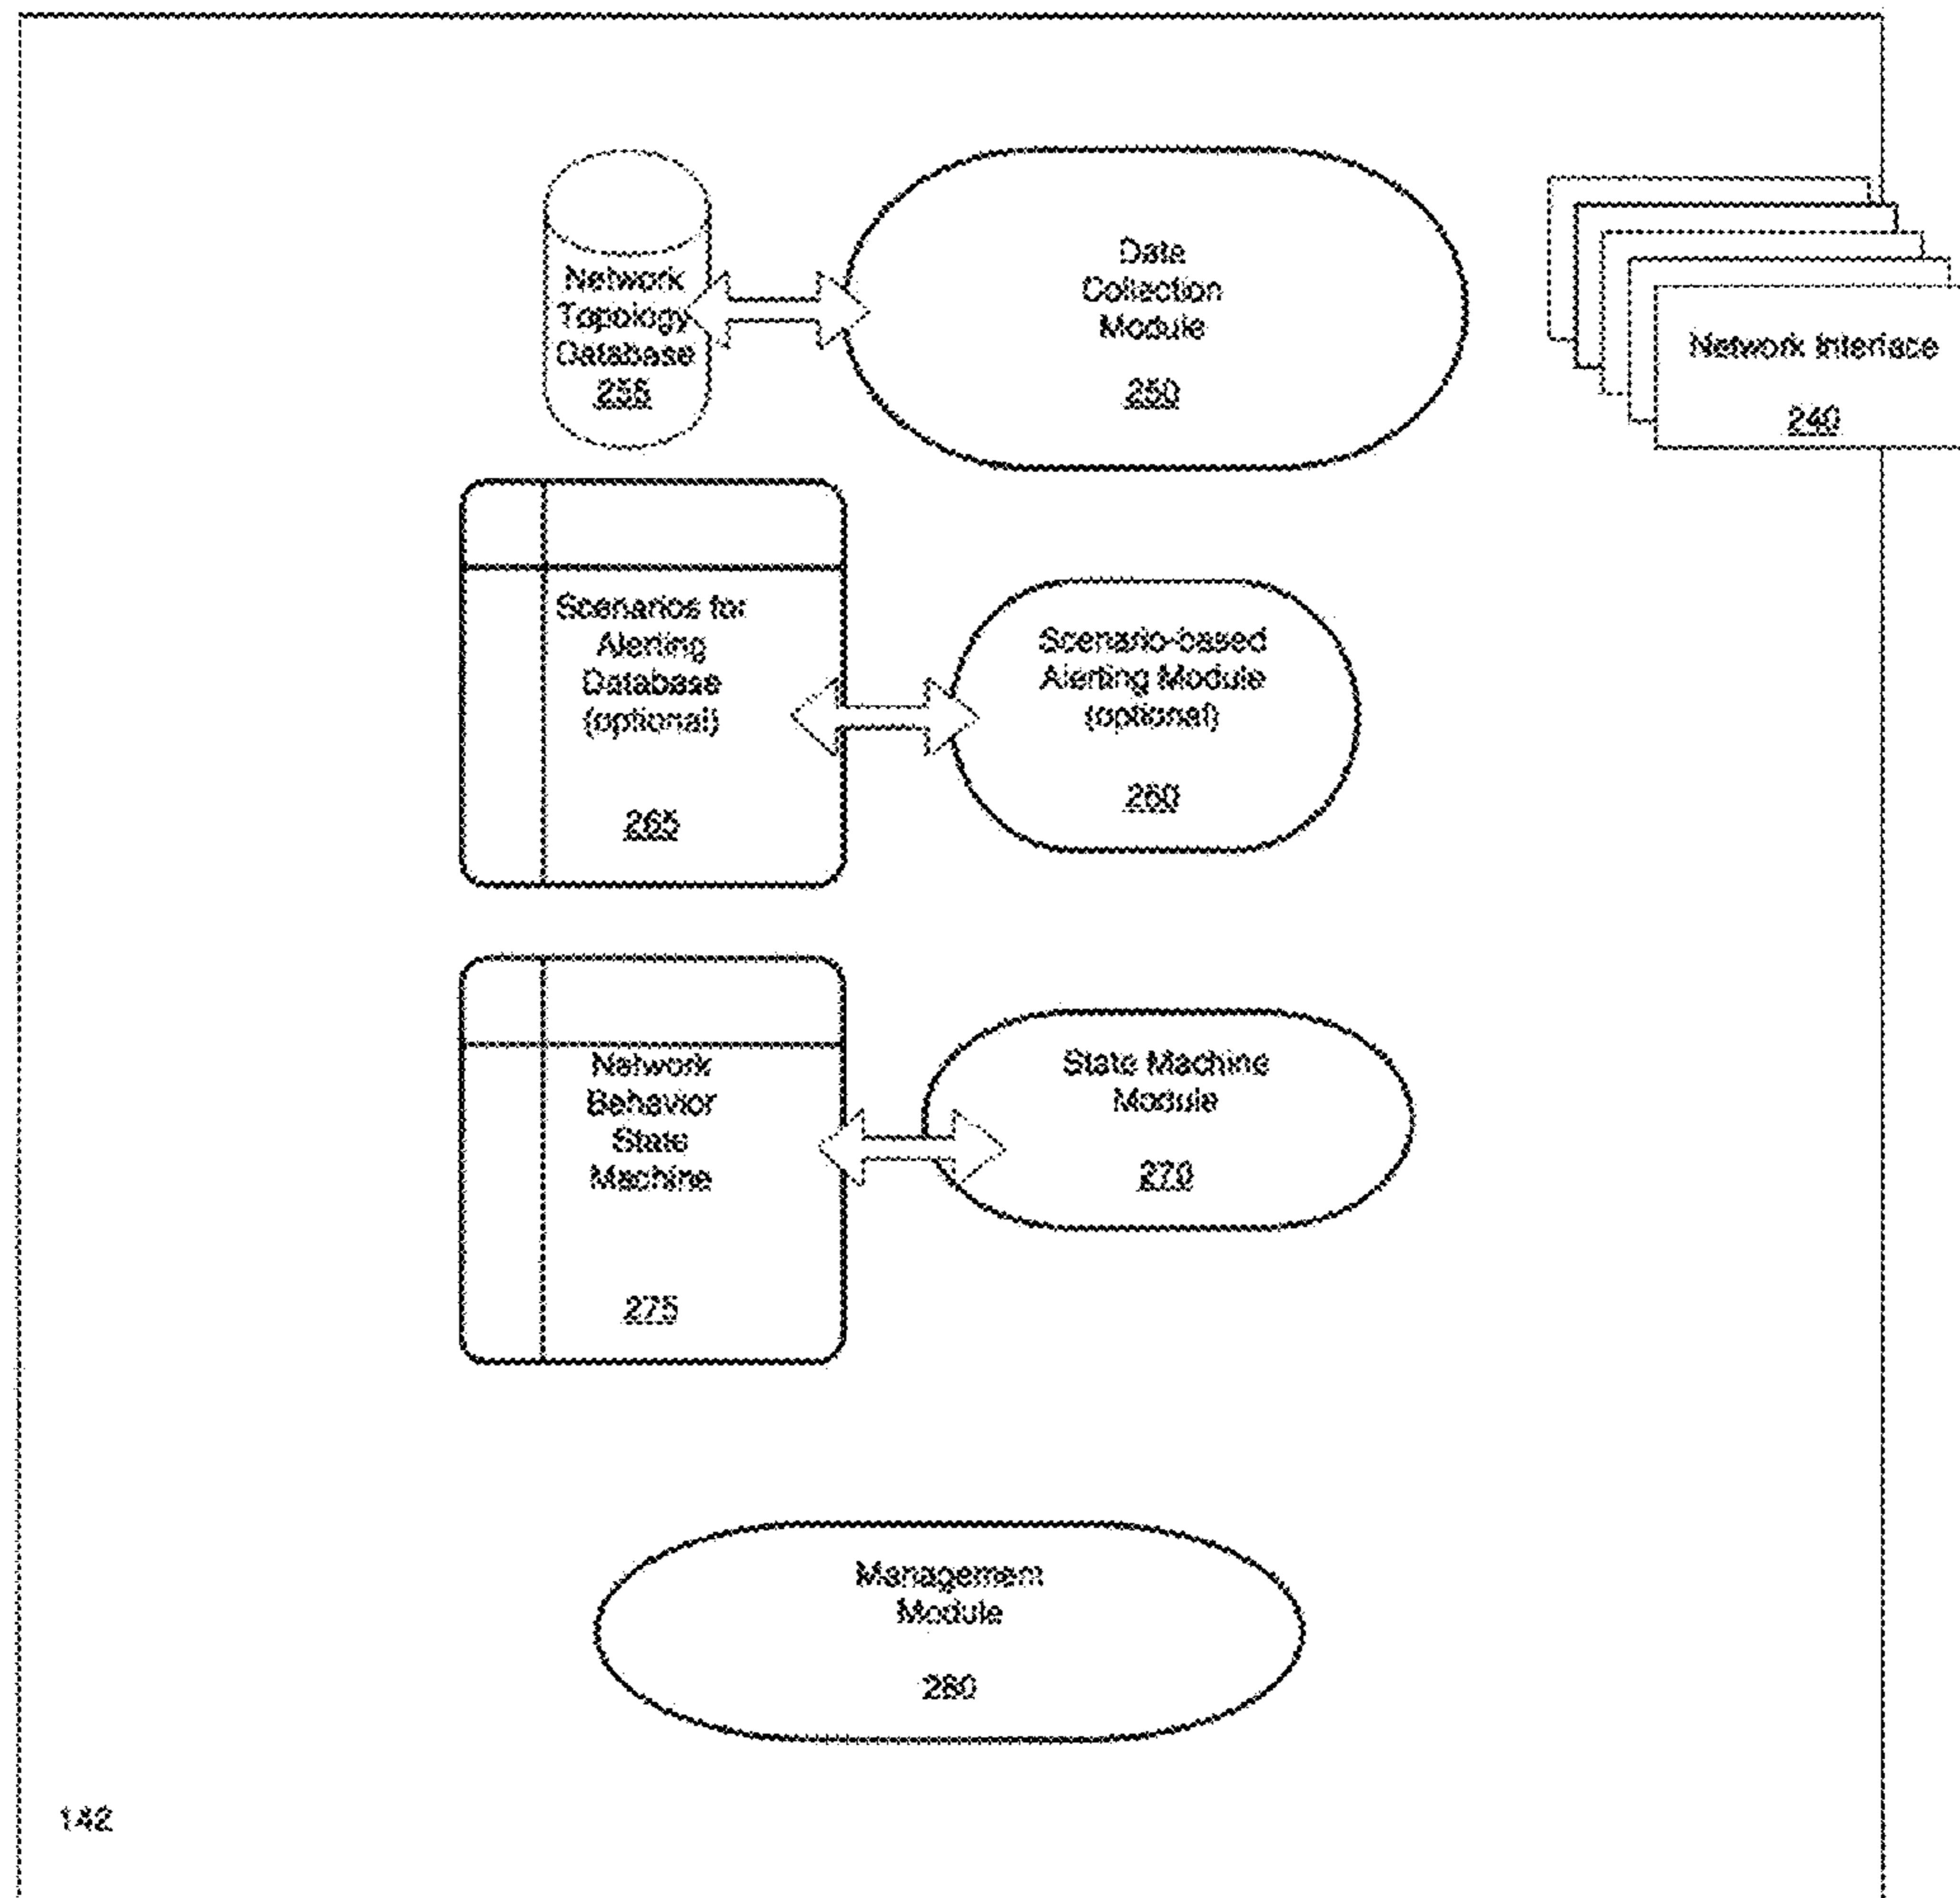 Network
Topology
Database
255
Date
Collection
Module
250
Network Interface
240
Scenarios for
Alerting
Database
(optional)
265
Scenario-based
Alerting Module
(optional)
260
Network
Behavior
State
Machine
275
State Machine
Module
270
Management
Module
280
142